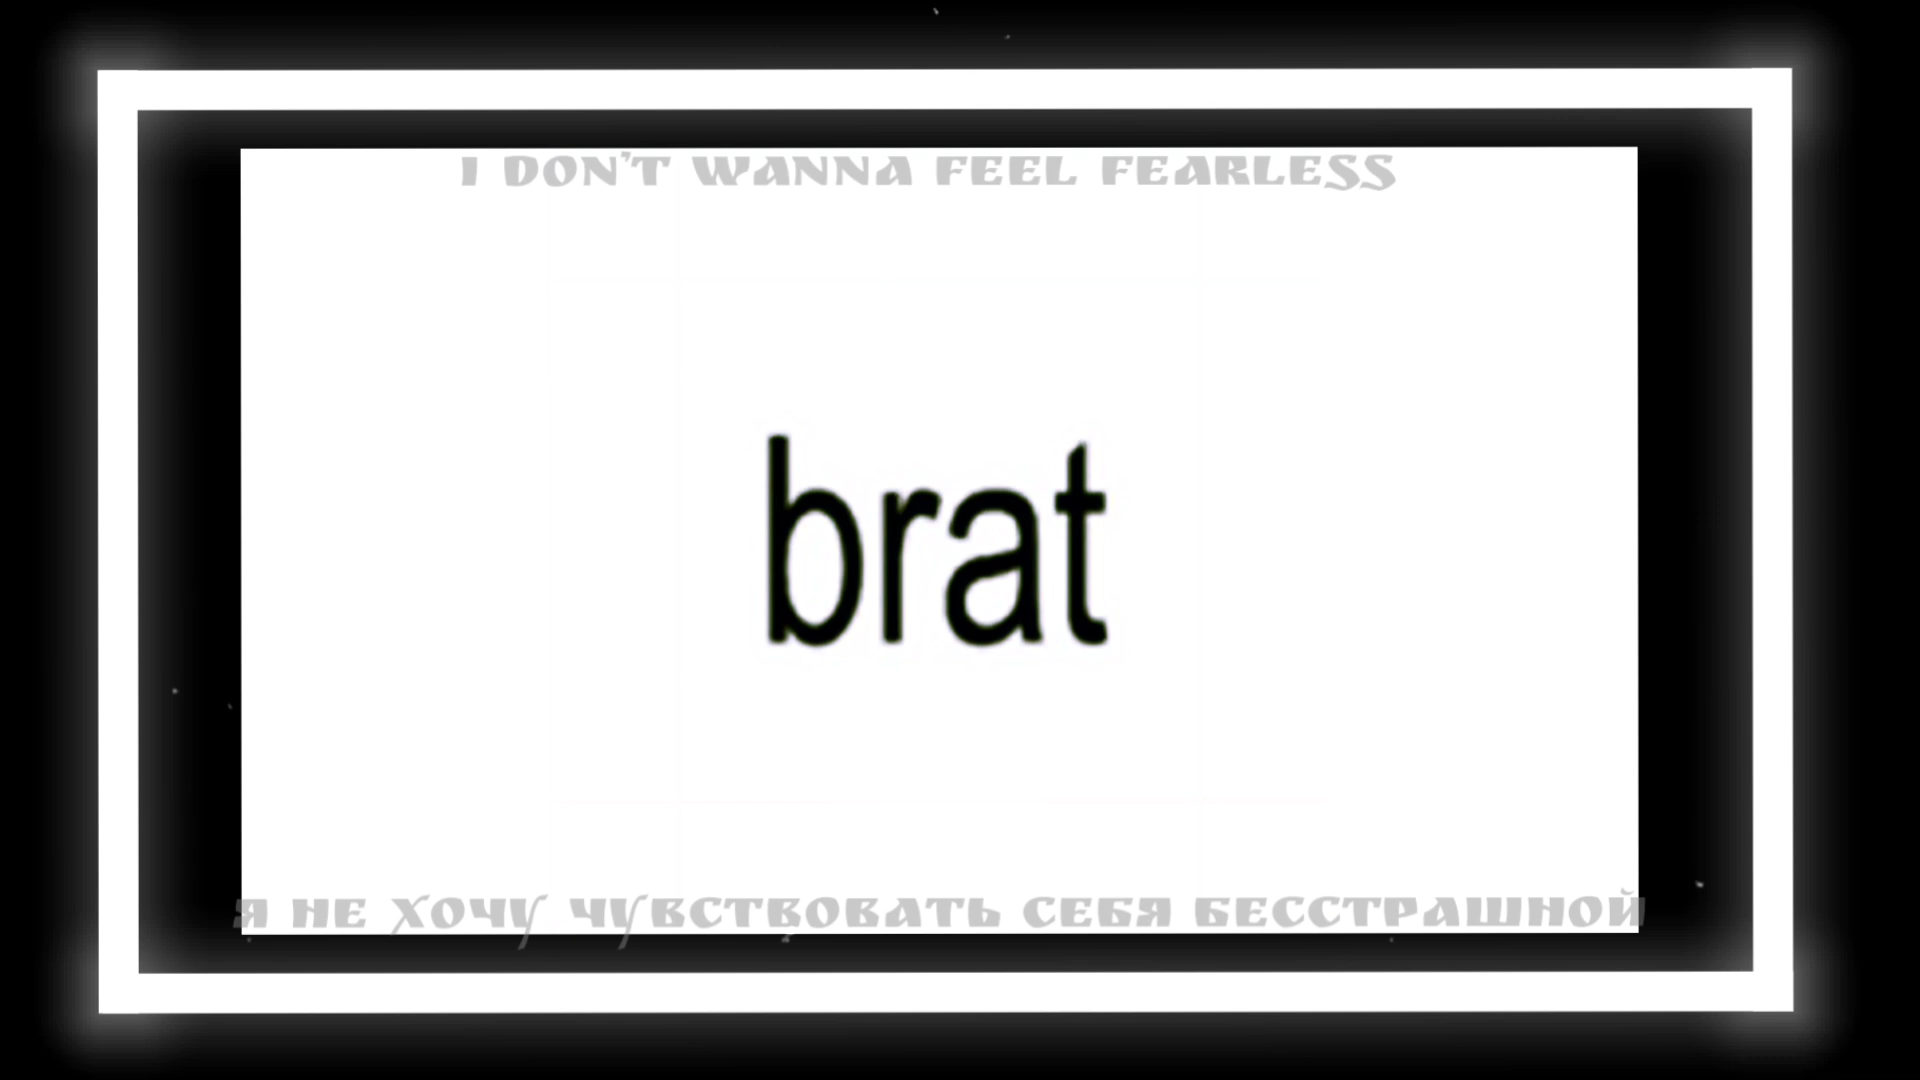 I DON'T WANNA FEEL FEARLESS
brat
Я НЕ ХОЧУ ЧУВСТВОВАТЬ СЕБЯ БЕССТРАШНОЙ